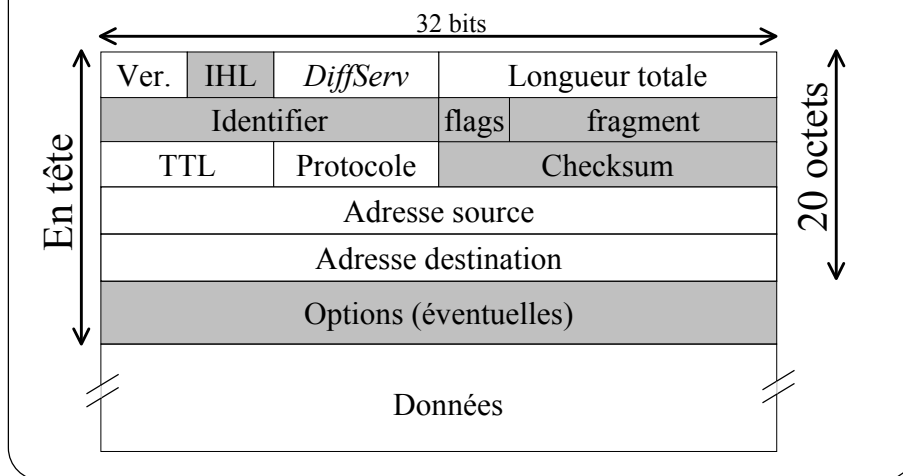 32 bits
Ver. IHL DiffServ Longueur totale
Identifier flags fragment
TTL Protocole Checksum
Adresse source
Adresse destination
Options (éventuelles)
Données
En tête
20 octets